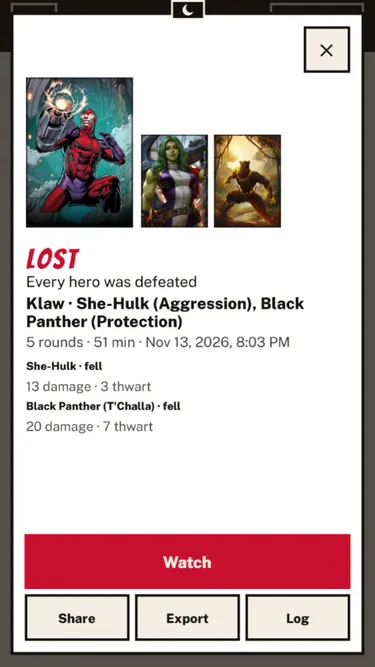 LOST
Every hero was defeated
Klaw · She-Hulk (Aggression), Black
Panther (Protection)
5 rounds · 51 min · Nov 13, 2026, 8:03 PM
She-Hulk · fell
13 damage · 3 thwart
Black Panther (T'Challa) · fell
20 damage · 7 thwart
Watch
Share
Export
Log